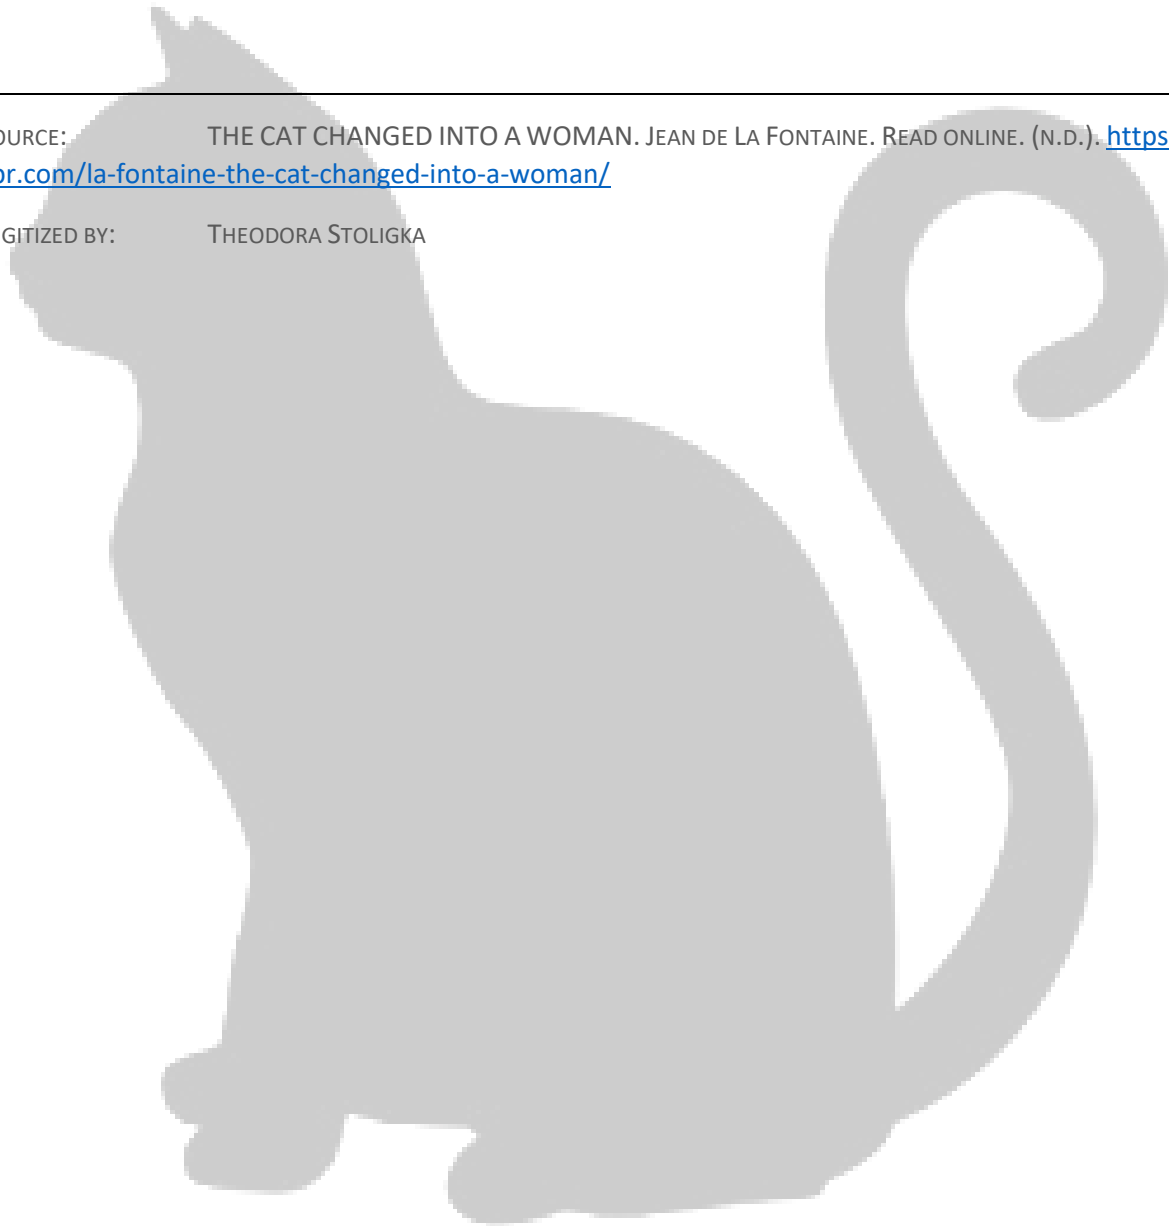 OURCE: THE CAT CHANGED INTO A WOMAN. JEAN DE LA FONTAINE. READ ONLINE. (N.D.). https
or.com/la-fontaine-the-cat-changed-into-a-woman/
GITIZED BY: THEODORA STOLIGKA